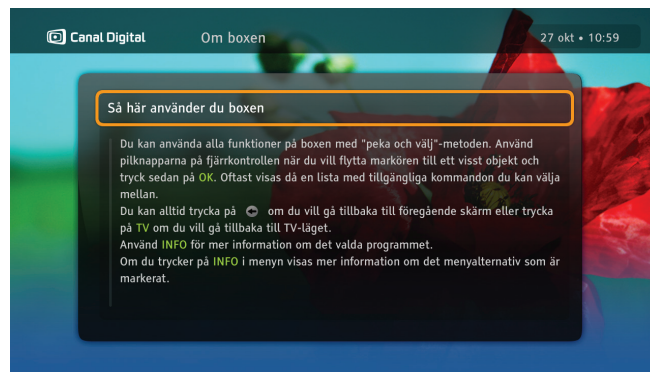 Canal Digital
Om boxen
27 okt • 10:59
Så här använder du boxen
Du kan använda alla funktioner på boxen med "peka och välj"-metoden. Använd
pilknapparna på fjärrkontrollen när du vill flytta markören till ett visst objekt och
tryck sedan på OK. Oftast visas då en lista med tillgängliga kommandon du kan välja
mellan.
Du kan alltid trycka på om du vill gå tillbaka till föregående skärm eller trycka
på TV om du vill gå tillbaka till TV-läget.
Använd INFO för mer information om det valda programmet.
Om du trycker på INFO i menyn visas mer information om det menyalternativ som är
markerat.